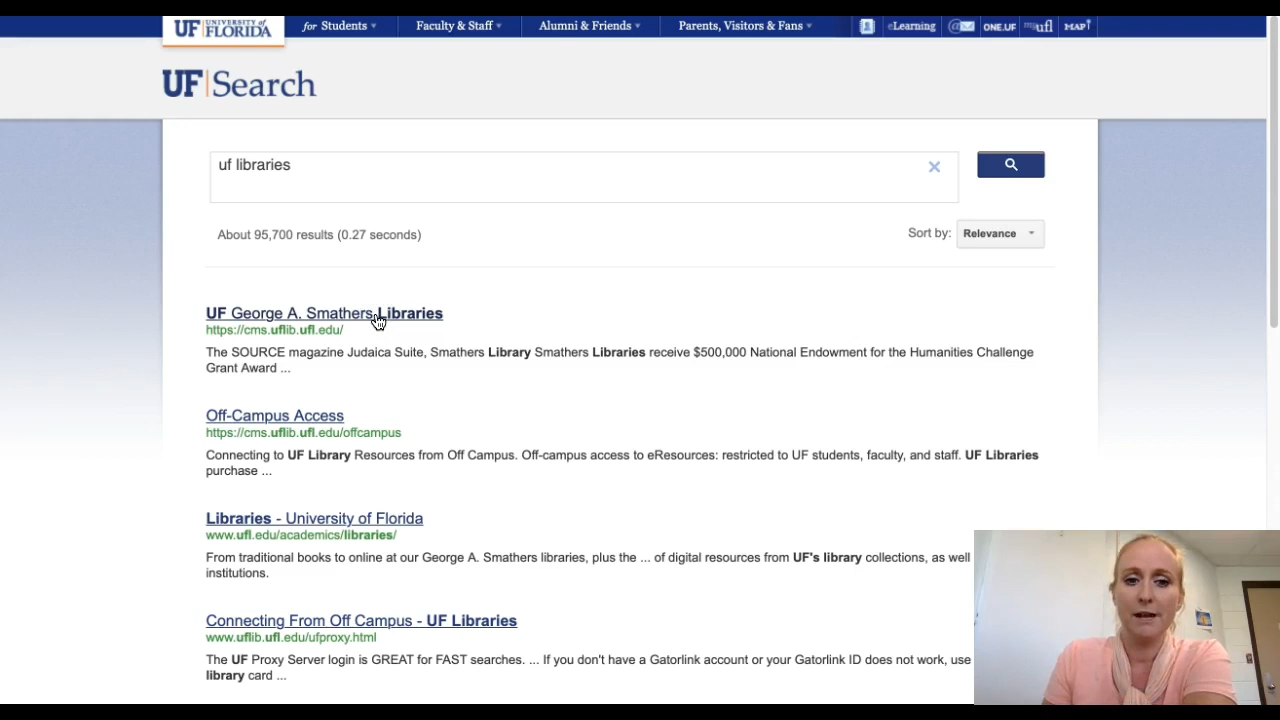 UF UNIVERSITY of FLORIDA
for Students Faculty & Staff Alumni & Friends Parents, Visitors & Fans eLearning @ ONE.UF myufl MAP
UF Search
uf libraries
About 95,700 results (0.27 seconds)
Sort by: Relevance
UF George A. Smathers Libraries
https://cms.uflib.ufl.edu/
The SOURCE magazine Judaica Suite, Smathers Library Smathers Libraries receive $500,000 National Endowment for the Humanities Challenge
Grant Award ...
Off-Campus Access
https://cms.uflib.ufl.edu/offcampus
Connecting to UF Library Resources from Off Campus. Off-campus access to eResources: restricted to UF students, faculty, and staff. UF Libraries
purchase ...
Libraries - University of Florida
www.ufl.edu/academics/libraries/
From traditional books to online at our George A. Smathers libraries, plus the ... of digital resources from UF's library collections, as well
institutions.
Connecting From Off Campus - UF Libraries
www.uflib.ufl.edu/ufproxy.html
The UF Proxy Server login is GREAT for FAST searches. ... If you don't have a Gatorlink account or your Gatorlink ID does not work, use
library card ...